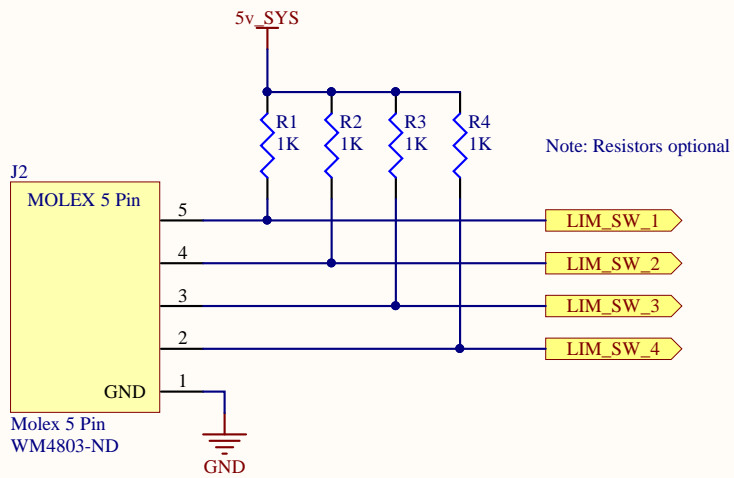 5v_SYS
R1
1K
R2
1K
R3
1K
R4
1K
Note: Resistors optional
J2
MOLEX 5 Pin
5
LIM_SW_1
4
LIM_SW_2
3
LIM_SW_3
2
LIM_SW_4
GND
1
Molex 5 Pin
WM4803-ND
GND